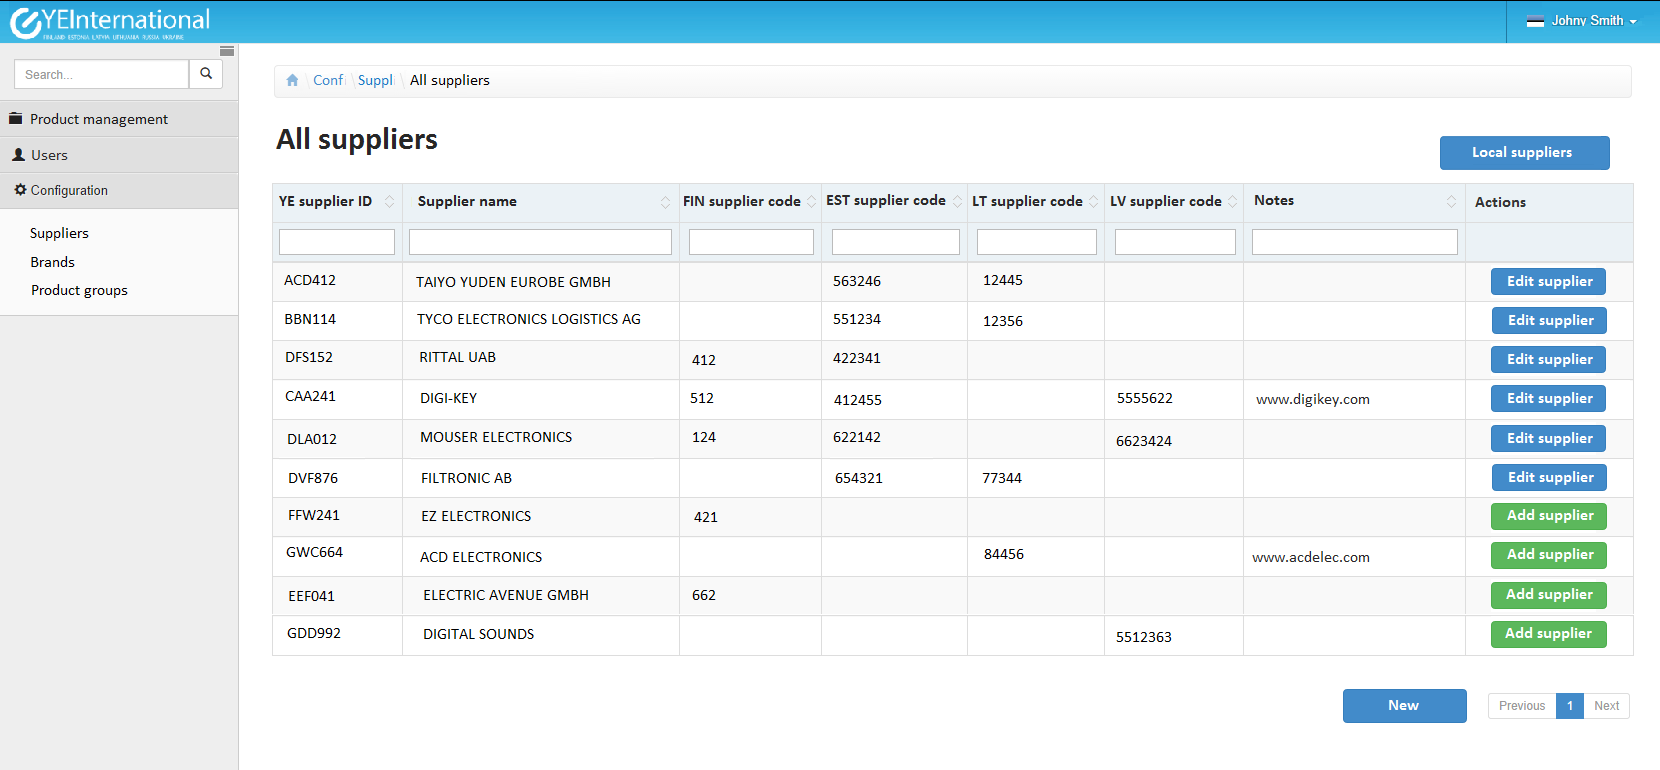 YEInternational
FINLAND ESTONIA LATVIA LITHUANIA RUSSIA UKRAINE
Johny Smith
Search...
Product management
Users
Configuration
Suppliers
Brands
Product groups
Conf Suppl All suppliers
All suppliers
Local suppliers
YE supplier ID Supplier name FIN supplier code EST supplier code LT supplier code LV supplier code Notes Actions
ACD412 TAIYO YUDEN EUROBE GMBH 563246 12445 Edit supplier
BBN114 TYCO ELECTRONICS LOGISTICS AG 551234 12356 Edit supplier
DFS152 RITTAL UAB 412 422341 Edit supplier
CAA241 DIGI-KEY 512 412455 5555622 www.digikey.com Edit supplier
DLA012 MOUSER ELECTRONICS 124 622142 6623424 Edit supplier
DVF876 FILTRONIC AB 654321 77344 Edit supplier
FFW241 EZ ELECTRONICS 421 Add supplier
GWC664 ACD ELECTRONICS 84456 www.acdelec.com Add supplier
EEF041 ELECTRIC AVENUE GMBH 662 Add supplier
GDD992 DIGITAL SOUNDS 5512363 Add supplier
New
Previous 1 Next